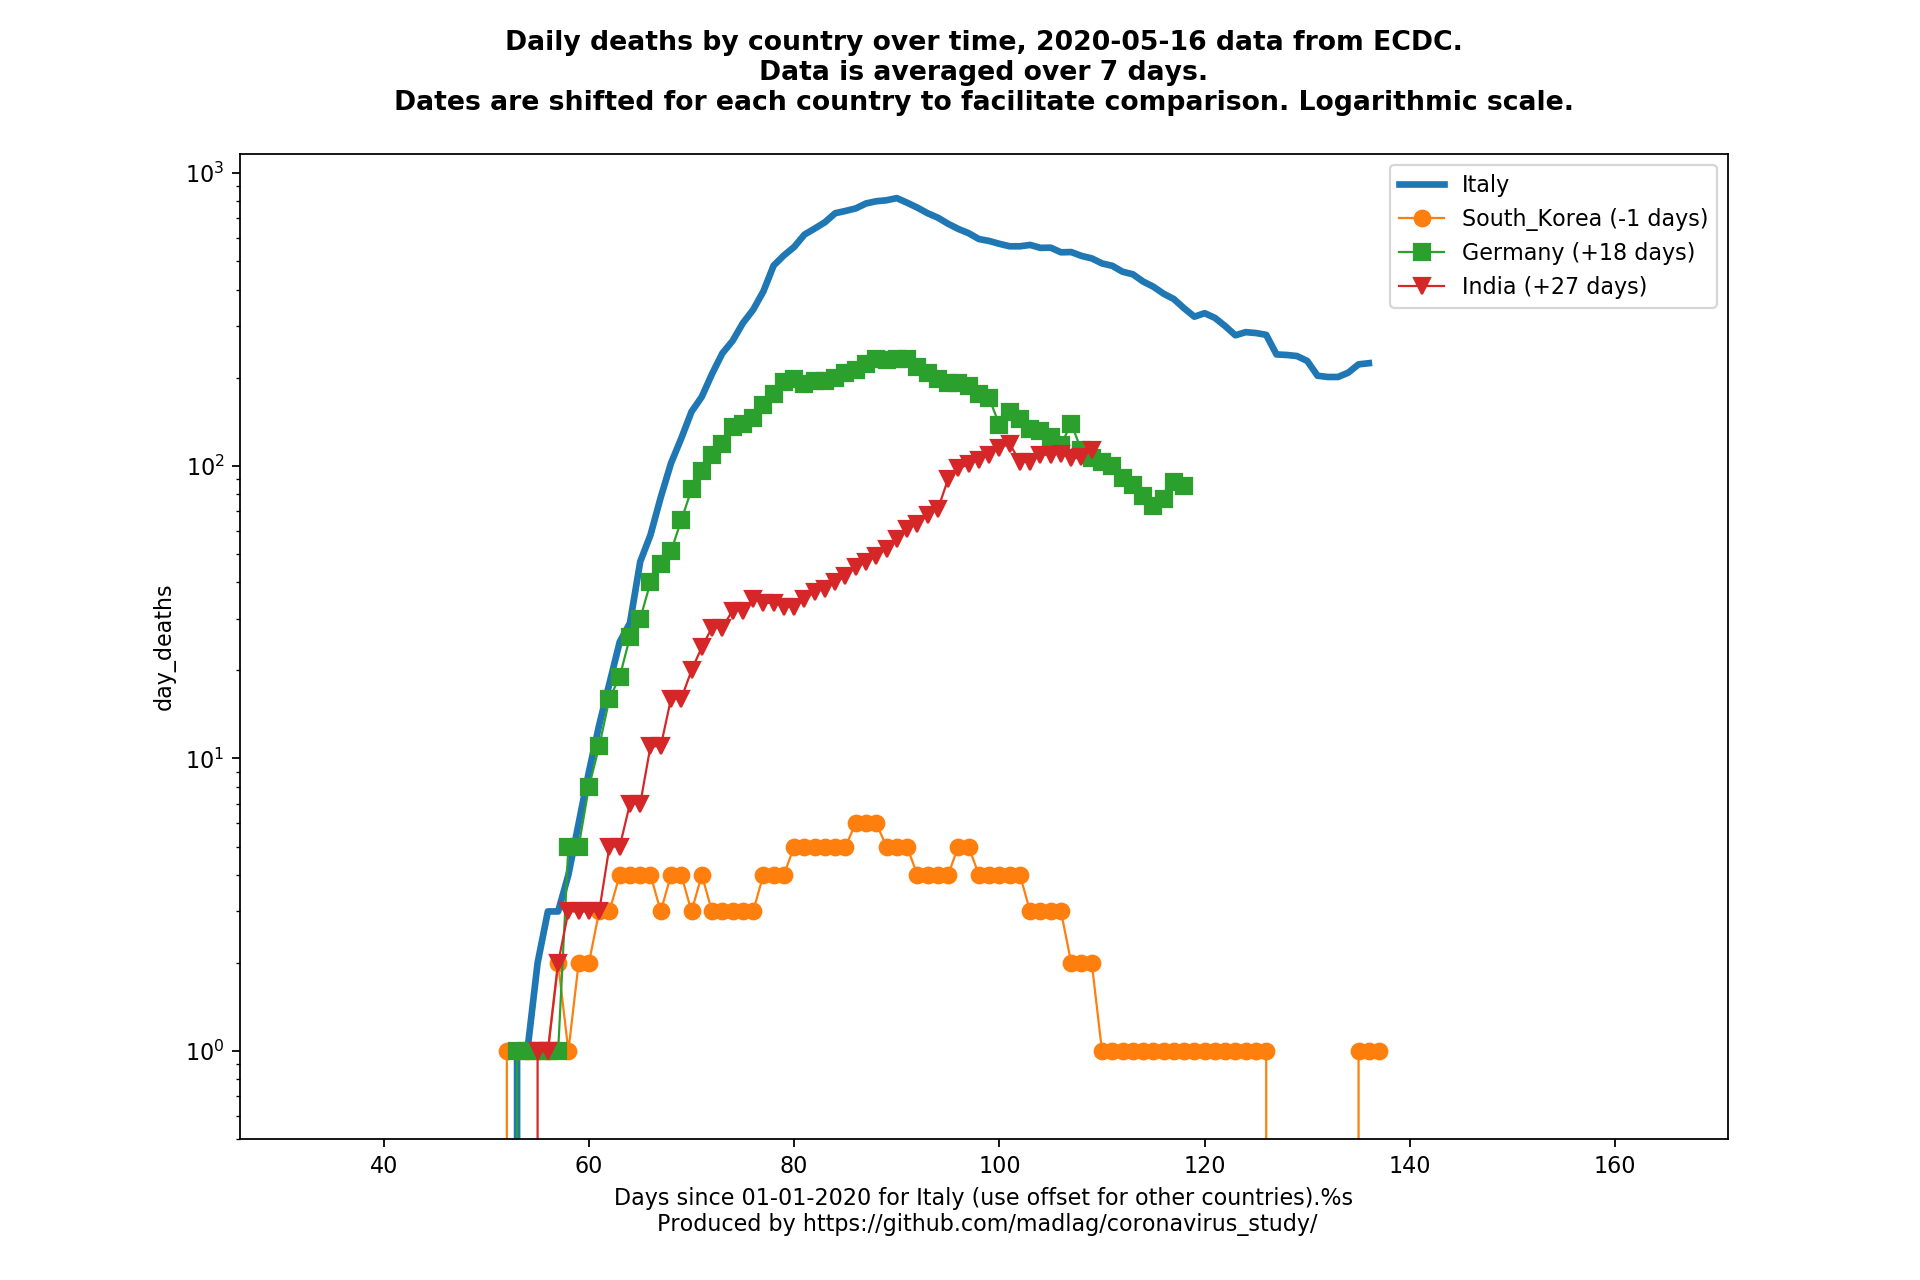 Daily deaths by country over time, 2020-05-16 data from ECDC.
Data is averaged over 7 days.
Dates are shifted for each country to facilitate comparison. Logarithmic scale.
10³
10²
10¹
10⁰
day_deaths
Italy
South_Korea (-1 days)
Germany (+18 days)
India (+27 days)
40 60 80 100 120 140 160
Days since 01-01-2020 for Italy (use offset for other countries).%s
Produced by https://github.com/madlag/coronavirus_study/